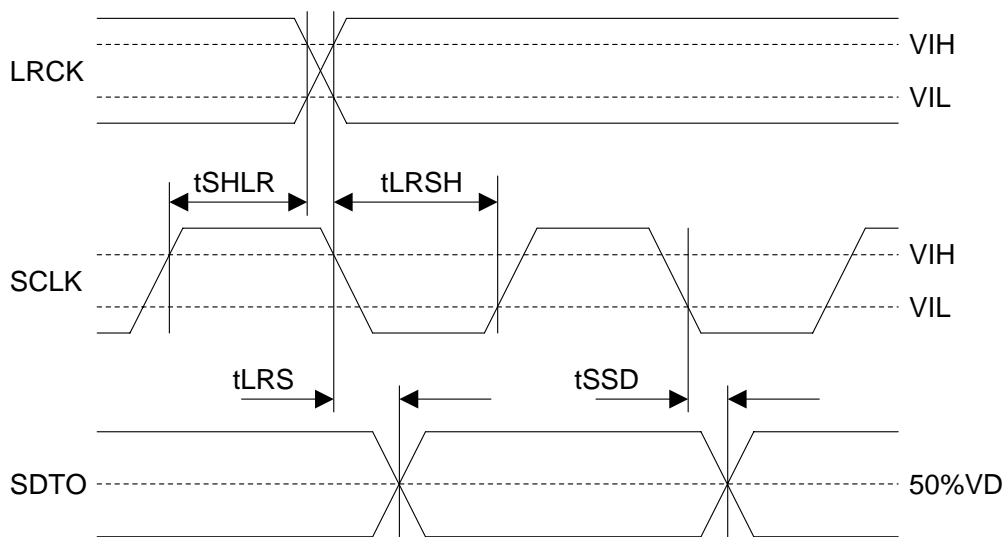 VIH
LRCK
VIL
tSHLR
tLRSH
VIH
SCLK
VIL
tLRS
tSSD
SDTO
50%VD